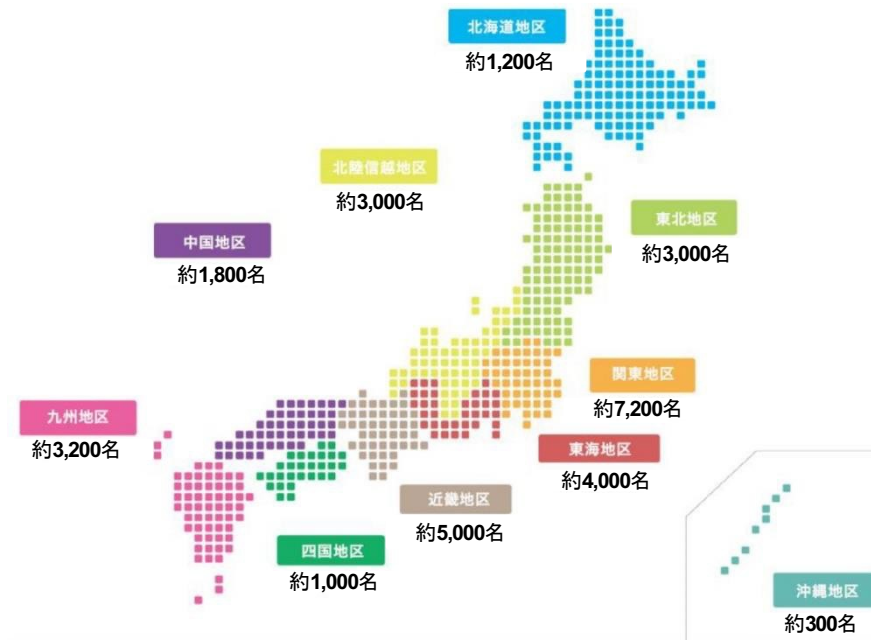 北海道地区
約1,200名
北陸信越地区
約3,000名
東北地区
約3,000名
中国地区
約1,800名
関東地区
約7,200名
九州地区
約3,200名
東海地区
約4,000名
近畿地区
約5,000名
四国地区
約1,000名
沖縄地区
約300名